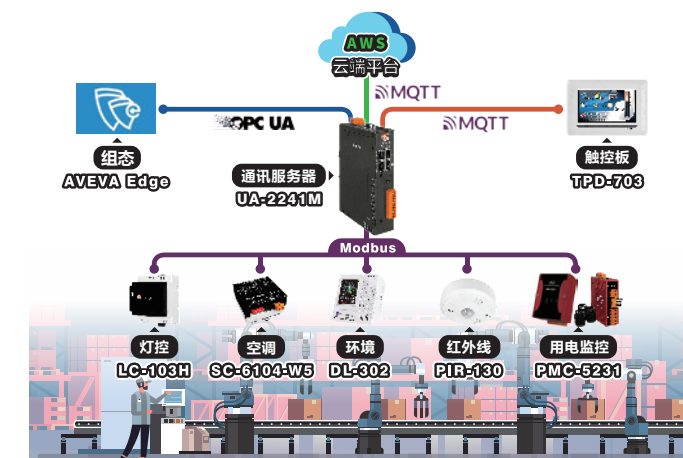 AWS
云端平台
MQTT
OPC UA
MQTT
组态
AVEVA Edge
通讯服务器
UA-2241M
触控板
TPD-703
Modbus
灯控
LC-103H
空调
SC-6104-W5
环境
DL-302
红外线
PIR-130
用电监控
PMC-5231